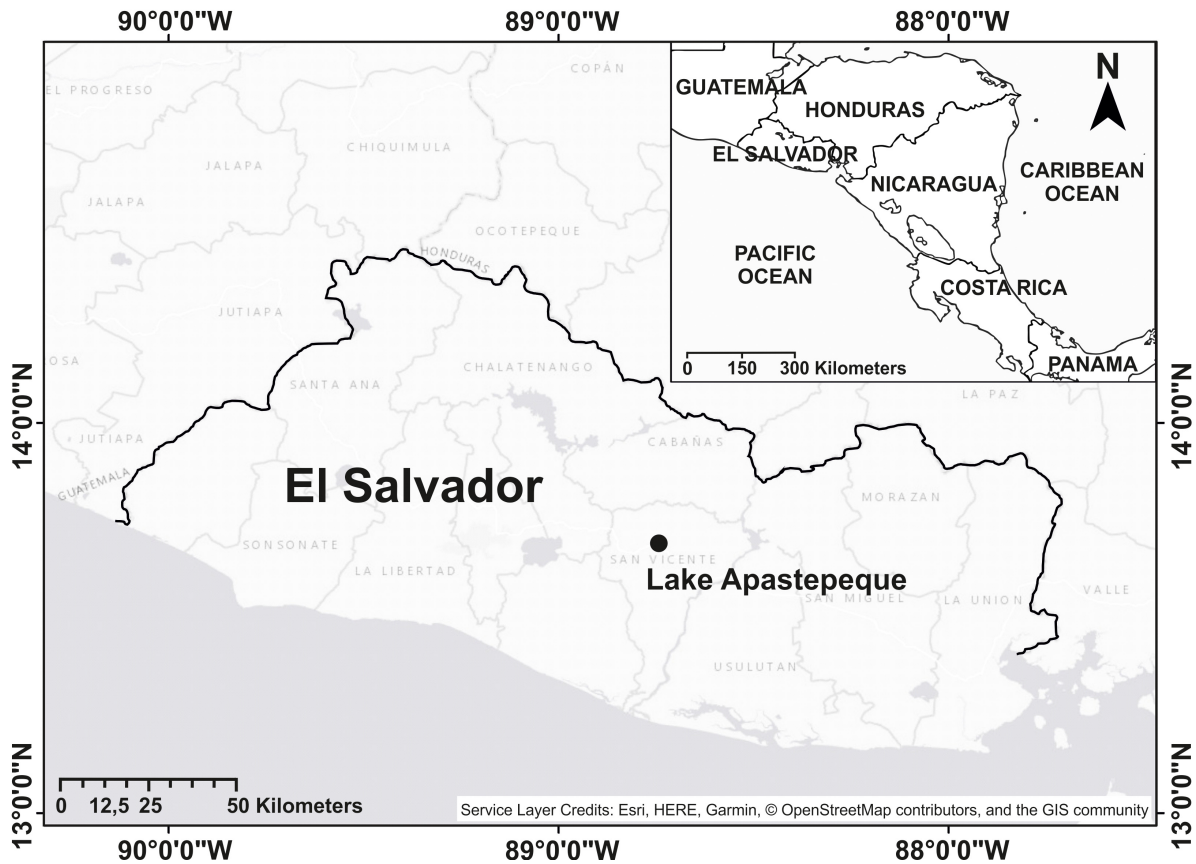 90°0'0"W 89°0'0"W 88°0'0"W
COPÁN
EL PROGRESO
CHIQUIMULA
JALAPA
JALAPA
OCOTEPEQUE
HONDURAS
JUTIAPA
OSA
CHALATENANGO
SANTA ANA
LA PAZ
JUTIAPA
CABAÑAS
GUATEMALA
El Salvador
MORAZAN
SONSONATE
SAN VICENTE
LA LIBERTAD
Lake Apastepeque
VALLE
SAN MIGUEL
LA UNION
USULUTAN
N
GUATEMALA
HONDURAS
EL SALVADOR
CARIBBEAN
OCEAN
NICARAGUA
PACIFIC
OCEAN
COSTA RICA
PANAMA
0 150 300 Kilometers
14°0'0"N
14°0'0"N
13°0'0"N
13°0'0"N
0 12,5 25 50 Kilometers
Service Layer Credits: Esri, HERE, Garmin, © OpenStreetMap contributors, and the GIS community
90°0'0"W 89°0'0"W 88°0'0"W